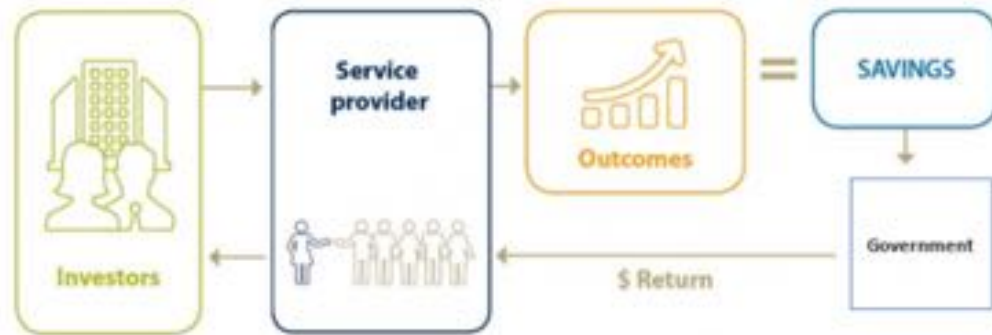 Investors
Service
provider
Outcomes
=
SAVINGS
Government
$ Return